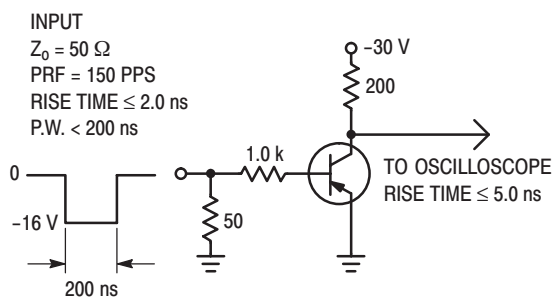 INPUT
Zo = 50 Ω
PRF = 150 PPS
RISE TIME ≤ 2.0 ns
P.W. < 200 ns
-30 V
200
1.0 k
TO OSCILLOSCOPE
RISE TIME ≤ 5.0 ns
0
-16 V
50
200 ns